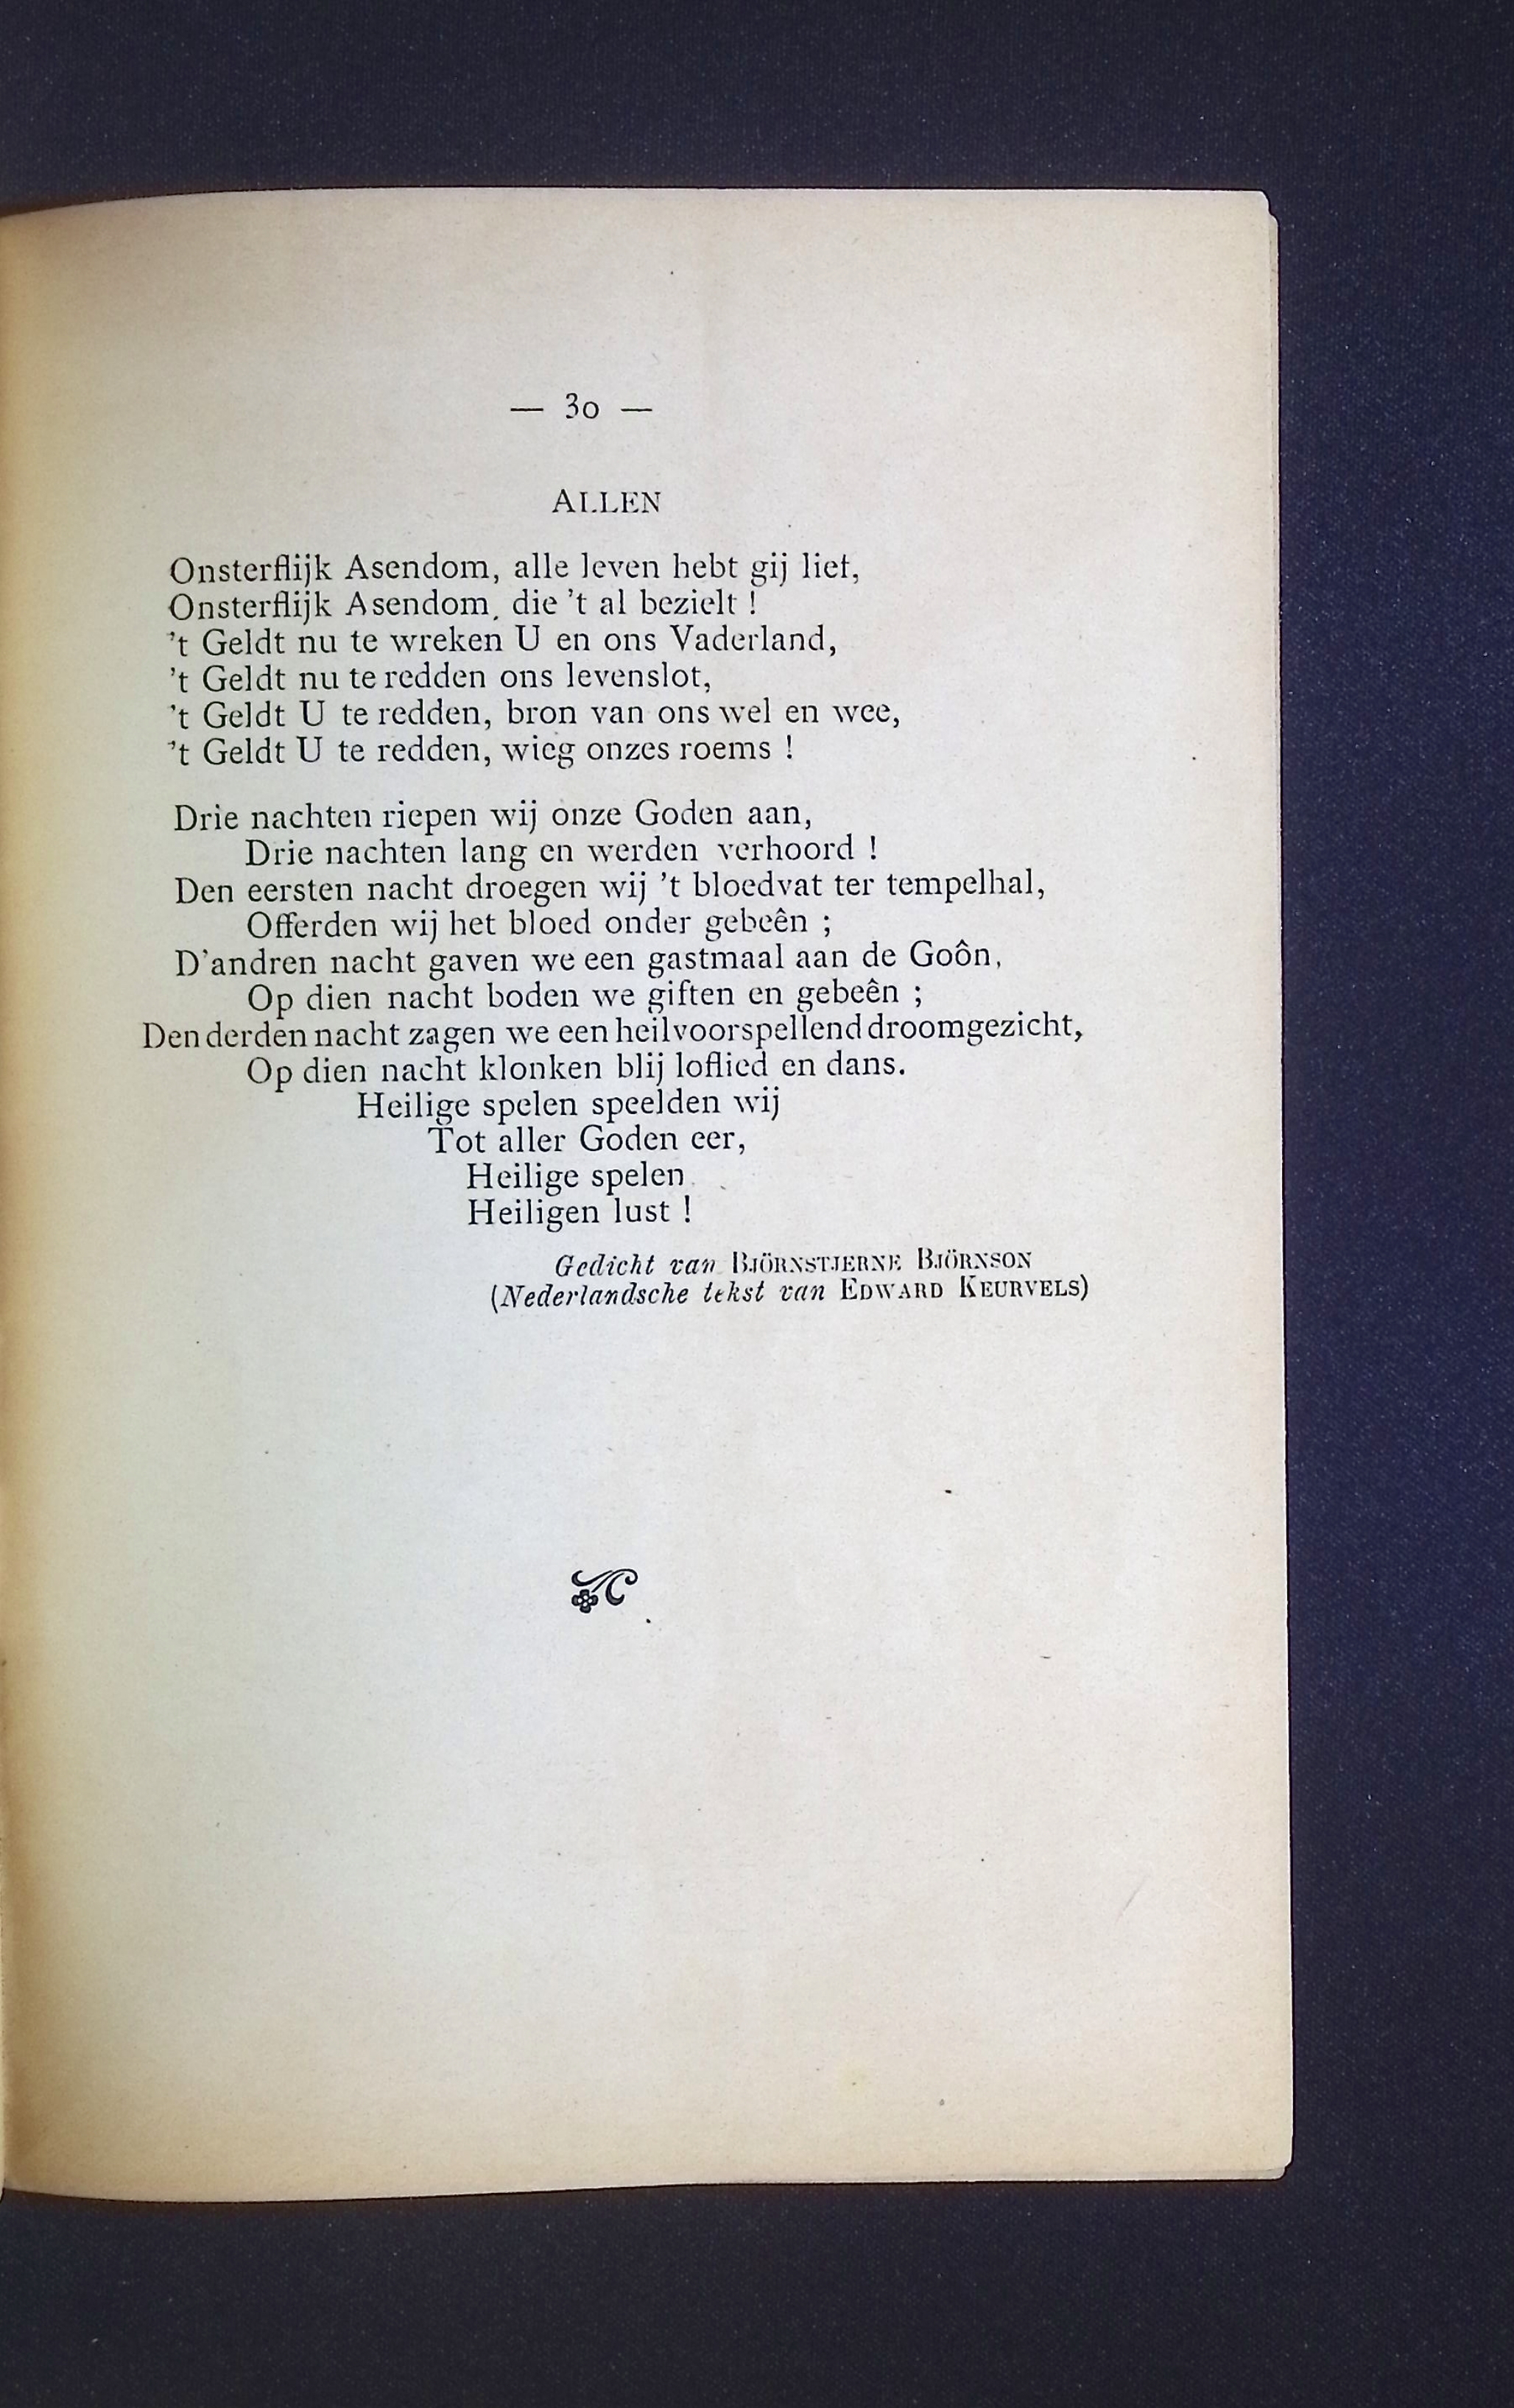 — 30 —
ALLEN
Onsterflijk Asendom, alle leven hebt gij lief,
Onsterflijk Asendom, die 't al bezielt !
't Geldt nu te wreken U en ons Vaderland,
't Geldt nu te redden ons levenslot,
't Geldt U te redden, bron van ons wel en wee,
't Geldt U te redden, wieg onzes roems !
Drie nachten riepen wij onze Goden aan,
Drie nachten lang en werden verhoord !
Den eersten nacht droegen wij 't bloedvat ter tempelhal,
Offerden wij het bloed onder gebeên ;
D'andren nacht gaven we een gastmaal aan de Goôn,
Op dien nacht boden we giften en gebeên ;
Den derden nacht zagen we een heilvoorspellend droomgezicht,
Op dien nacht klonken blij loflied en dans.
Heilige spelen speelden wij
Tot aller Goden eer,
Heilige spelen
Heiligen lust !
Gedicht van BJÖRNSTJERNE BJÖRNSON
(Nederlandsche tekst van EDWARD KEURVELS)